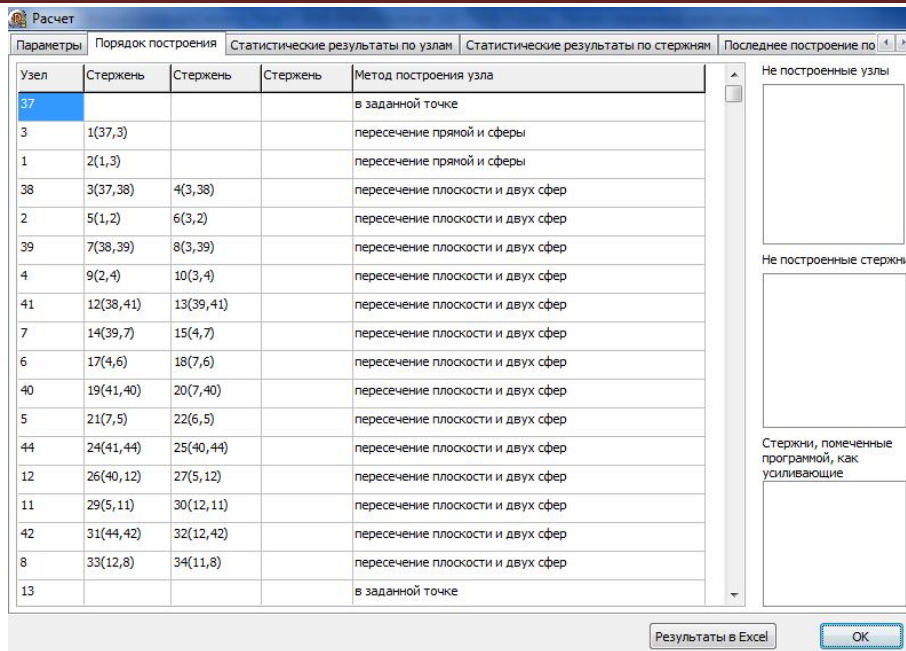 Расчет
Параметры Порядок построения Статистические результаты по узлам Статистические результаты по стержням Последнее построение по
Узел Стержень Стержень Стержень Метод построения узла
37 в заданной точке
3 1(37,3) пересечение прямой и сферы
1 2(1,3) пересечение прямой и сферы
38 3(37,38) 4(3,38) пересечение плоскости и двух сфер
2 5(1,2) 6(3,2) пересечение плоскости и двух сфер
39 7(38,39) 8(3,39) пересечение плоскости и двух сфер
4 9(2,4) 10(3,4) пересечение плоскости и двух сфер
41 12(38,41) 13(39,41) пересечение плоскости и двух сфер
7 14(39,7) 15(4,7) пересечение плоскости и двух сфер
6 17(4,6) 18(7,6) пересечение плоскости и двух сфер
40 19(41,40) 20(7,40) пересечение плоскости и двух сфер
5 21(7,5) 22(6,5) пересечение плоскости и двух сфер
44 24(41,44) 25(40,44) пересечение плоскости и двух сфер
12 26(40,12) 27(5,12) пересечение плоскости и двух сфер
11 29(5,11) 30(12,11) пересечение плоскости и двух сфер
42 31(44,42) 32(12,42) пересечение плоскости и двух сфер
8 33(12,8) 34(11,8) пересечение плоскости и двух сфер
13 в заданной точке
Не построенные узлы
Не построенные стержни
Стержни, помеченные
программой, как
усиливающие
Результаты в Excel
OK